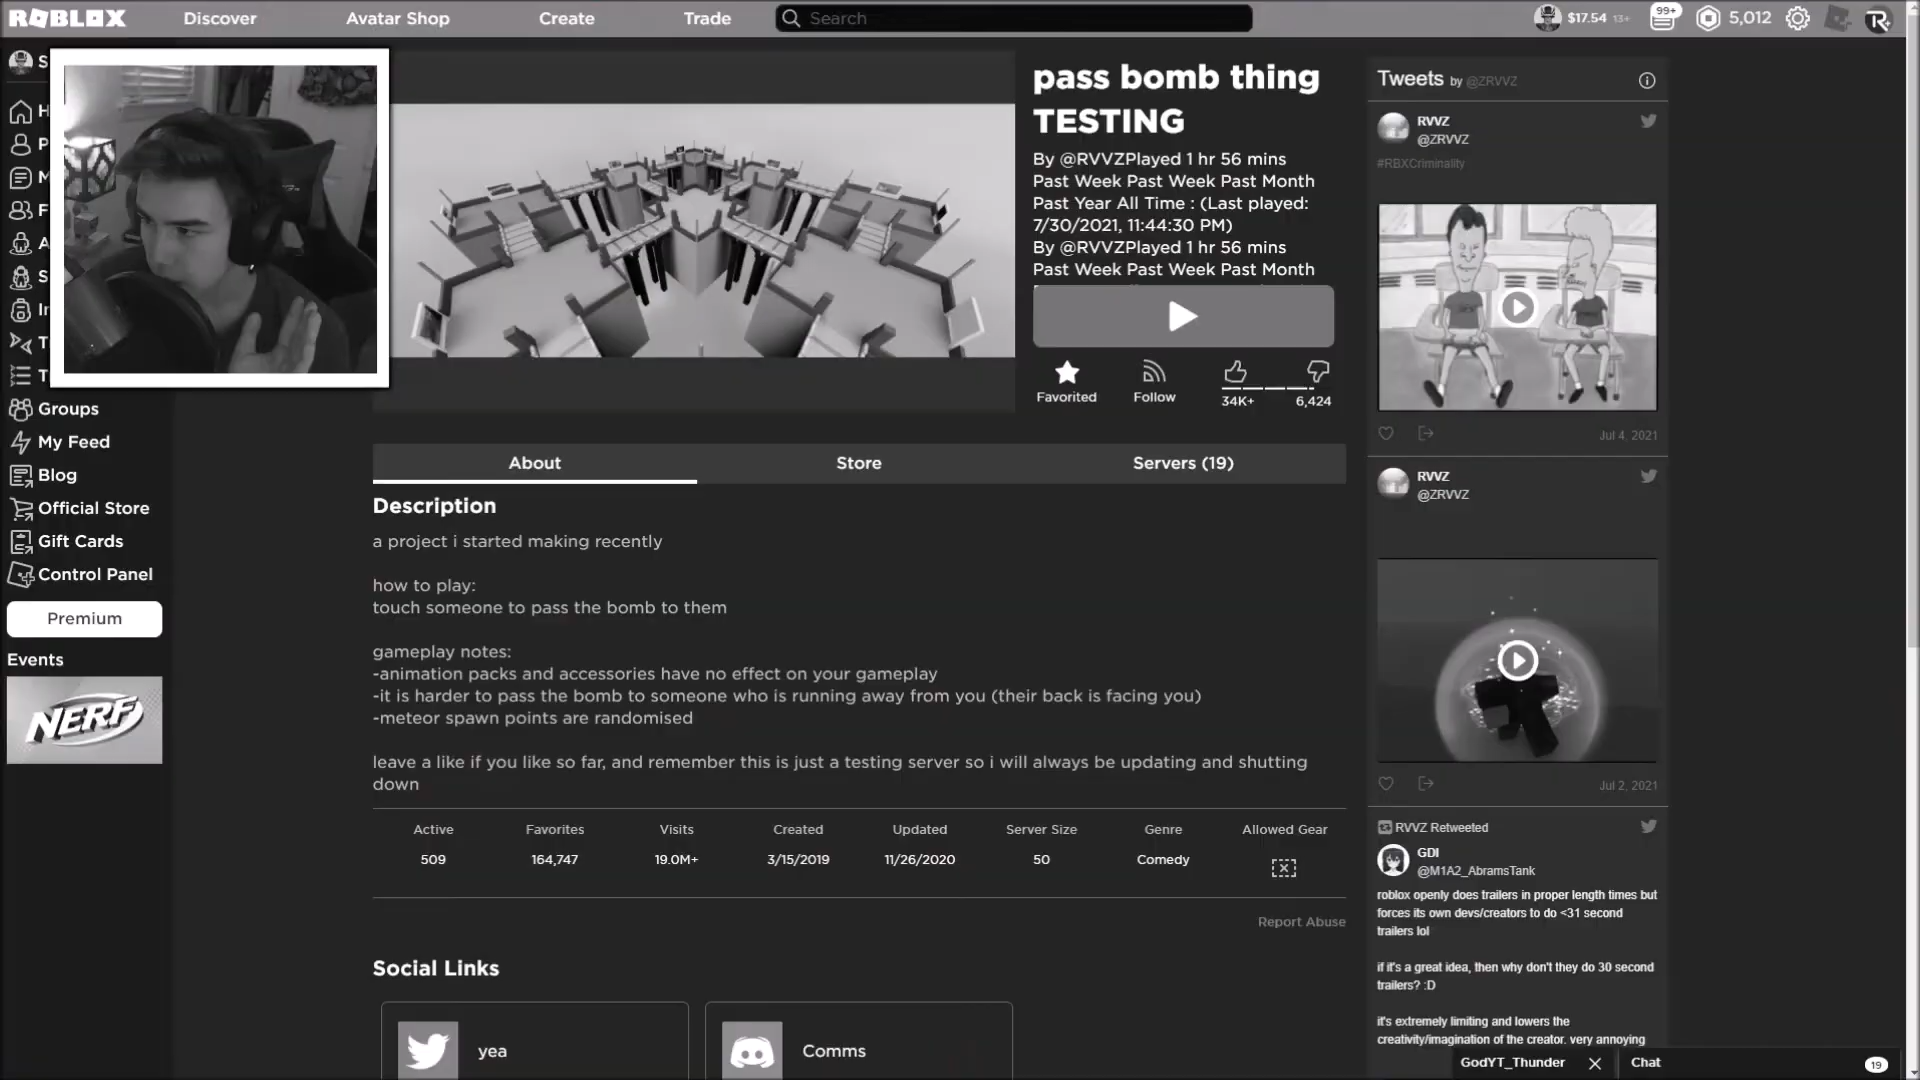 ROBLOX
Discover
Avatar Shop
Create
Trade
Search
$17.54 13+
99+
5,012
S
H
P
M
F
A
S
In
T
T
Groups
My Feed
Blog
Official Store
Gift Cards
Control Panel
Premium
Events
NERF
pass bomb thing
TESTING
By @RVVZPlayed 1 hr 56 mins
Past Week Past Week Past Month
Past Year All Time : (Last played:
7/30/2021, 11:44:30 PM)
By @RVVZPlayed 1 hr 56 mins
Past Week Past Week Past Month
Favorited
Follow
34K+
6,424
About
Store
Servers (19)
Description
a project i started making recently
how to play:
touch someone to pass the bomb to them
gameplay notes:
-animation packs and accessories have no effect on your gameplay
-it is harder to pass the bomb to someone who is running away from you (their back is facing you)
-meteor spawn points are randomised
leave a like if you like so far, and remember this is just a testing server so i will always be updating and shutting
down
Active
Favorites
Visits
Created
Updated
Server Size
Genre
Allowed Gear
509
164,747
19.0M+
3/15/2019
11/26/2020
50
Comedy
Report Abuse
Social Links
yea
Comms
Tweets by @ZRVVZ
RVVZ
@ZRVVZ
#RBXCriminality
Jul 4, 2021
RVVZ
@ZRVVZ
Jul 2, 2021
RVVZ Retweeted
GDI
@M1A2_AbramsTank
roblox openly does trailers in proper length times but
forces its own devs/creators to do <31 second
trailers lol
if it's a great idea, then why don't they do 30 second
trailers? :D
it's extremely limiting and lowers the
creativity/imagination of the creator. very annoying
GodYT_Thunder
Chat
19